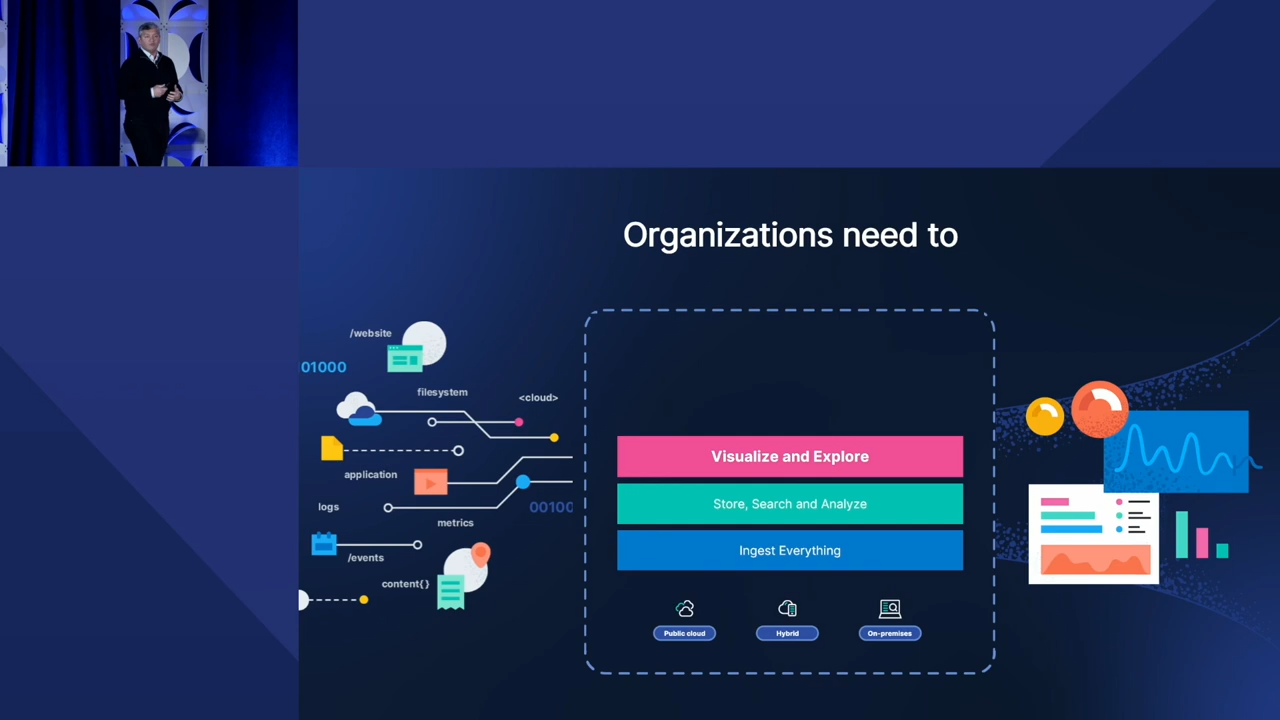 Organizations need to
/website
01000
filesystem
<cloud>
application
logs
00100
metrics
/events
content{}
Visualize and Explore
Store, Search and Analyze
Ingest Everything
Public cloud
Hybrid
On-premises